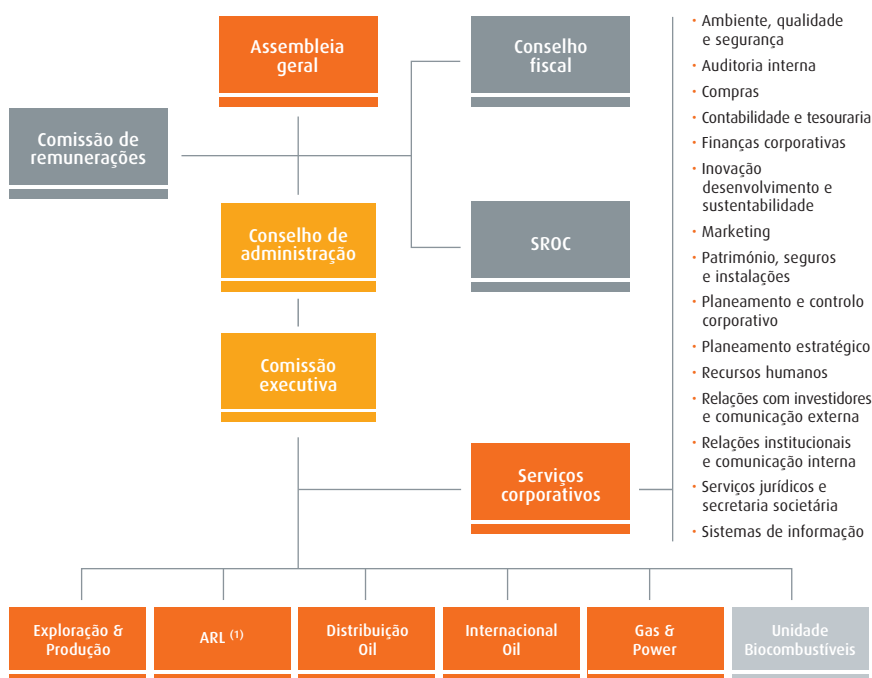 Assembleia
geral
Conselho
fiscal
Comissão de
remunerações
Conselho de
administração
SROC
Comissão
executiva
Serviços
corporativos
• Ambiente, qualidade
e segurança
• Auditoria interna
• Compras
• Contabilidade e tesouraria
• Finanças corporativas
• Inovação
desenvolvimento e
sustentabilidade
• Marketing
• Património, seguros
e instalações
• Planeamento e controlo
corporativo
• Planeamento estratégico
• Recursos humanos
• Relações com investidores
e comunicação externa
• Relações institucionais
e comunicação interna
• Serviços jurídicos e
secretaria societária
• Sistemas de informação
Exploração &
Produção
ARL (1)
Distribuição
Oil
Internacional
Oil
Gas &
Power
Unidade
Biocombustíveis